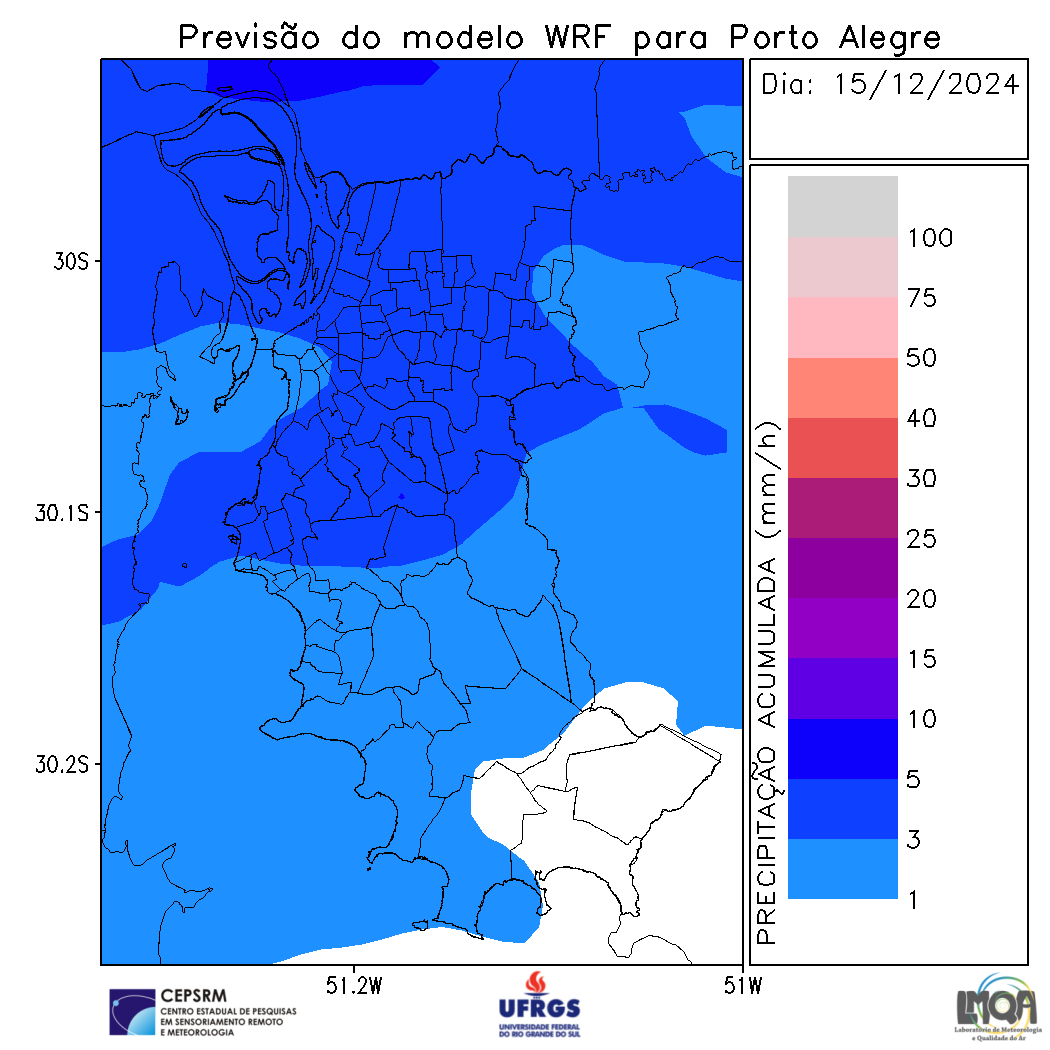 Previsão do modelo WRF para Porto Alegre
Dia: 15/12/2024
30S
30.1S
30.2S
51.2W
51W
PRECIPITAÇÃO ACUMULADA (mm/h)
100
75
50
40
30
25
20
15
10
5
3
1
CEPSRM
CENTRO ESTADUAL DE PESQUISAS
EM SENSORIAMENTO REMOTO
E METEOROLOGIA
UFRGS
UNIVERSIDADE FEDERAL
DO RIO GRANDE DO SUL
LMQA
Laboratório de Meteorologia
e Qualidade do Ar